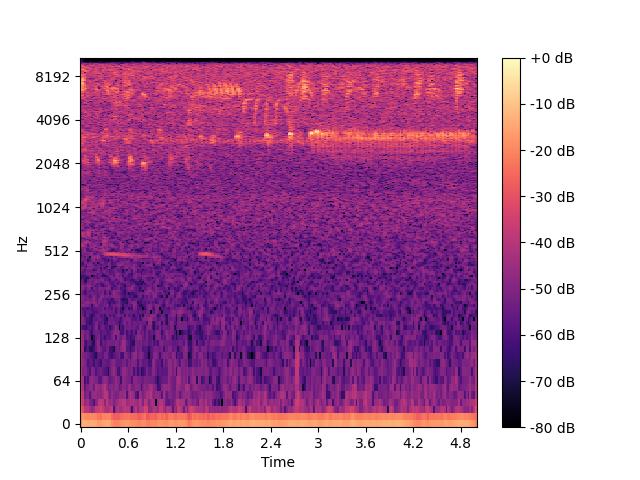 8192
4096
2048
1024
512
256
128
64
0
Hz
0
0.6
1.2
1.8
2.4
3
3.6
4.2
4.8
Time
+0 dB
-10 dB
-20 dB
-30 dB
-40 dB
-50 dB
-60 dB
-70 dB
-80 dB